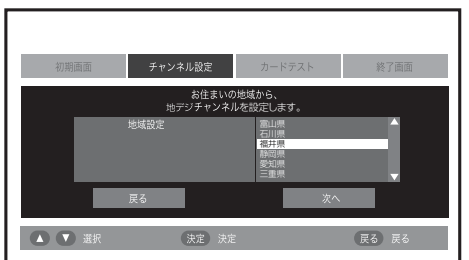 初期画面 チャンネル設定 カードテスト 終了画面
お住まいの地域から、
地デジチャンネルを設定します。
地域設定
富山県
石川県
福井県
静岡県
愛知県
三重県
戻る 次へ
選択 決定 決定 戻る 戻る